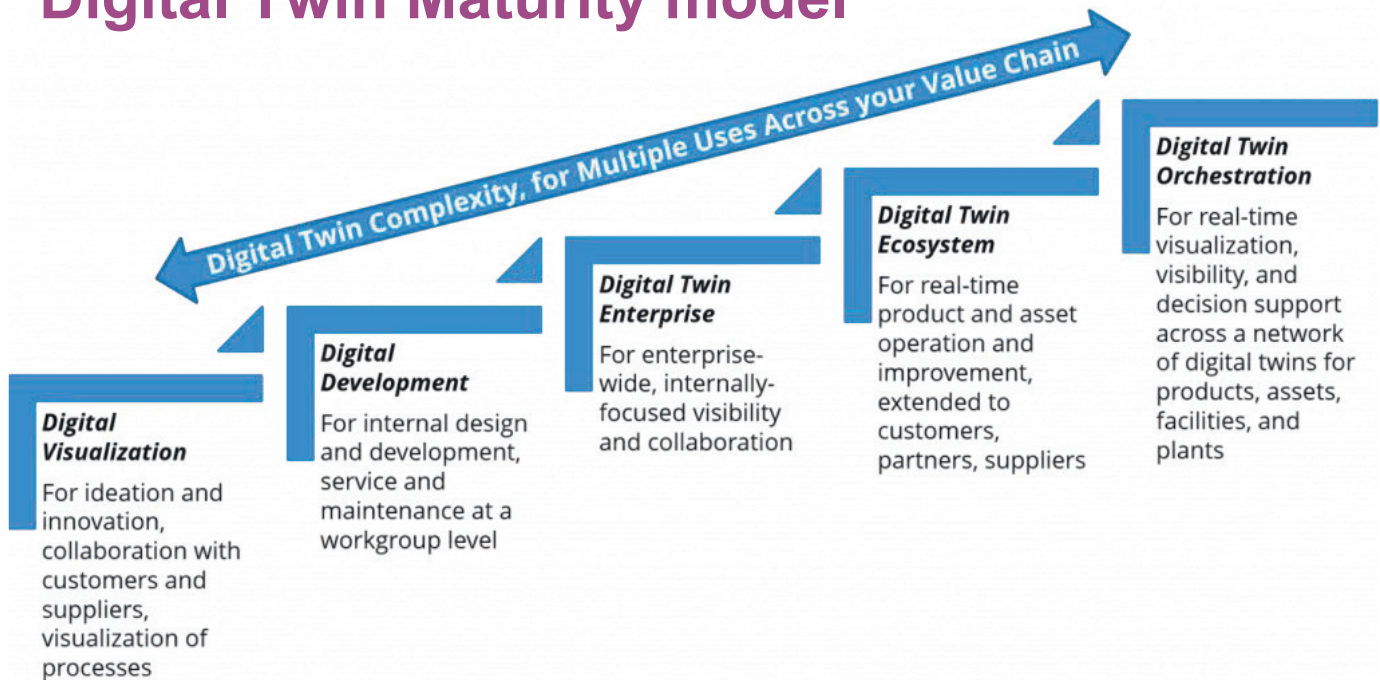 Digital Twin Maturity model
Digital Twin Complexity, for Multiple Uses Across your Value Chain
Digital
Visualization
For ideation and
innovation,
collaboration with
customers and
suppliers,
visualization of
processes
Digital
Development
For internal design
and development,
service and
maintenance at a
workgroup level
Digital Twin
Enterprise
For enterprise-
wide, internally-
focused visibility
and collaboration
Digital Twin
Ecosystem
For real-time
product and asset
operation and
improvement,
extended to
customers,
partners, suppliers
Digital Twin
Orchestration
For real-time
visualization,
visibility, and
decision support
across a network
of digital twins for
products, assets,
facilities, and
plants